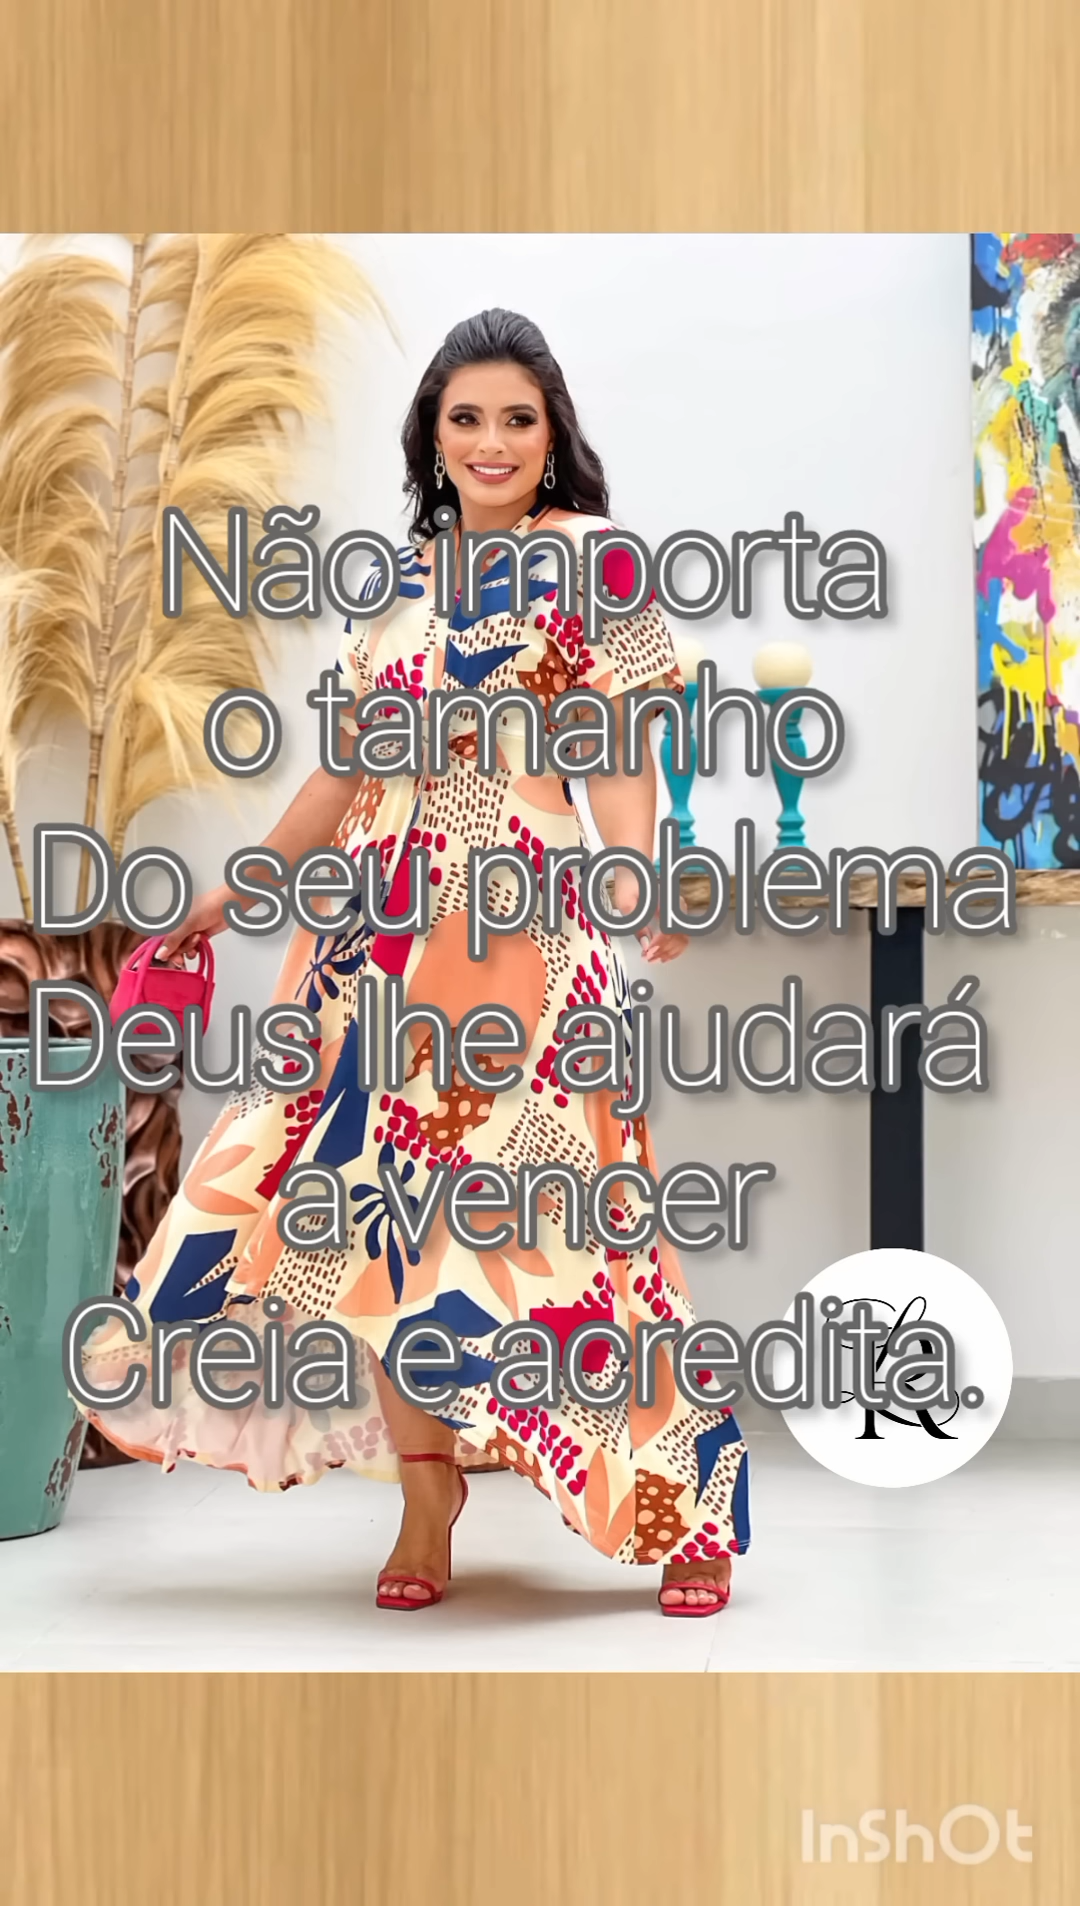 Não importa
o tamanho
Do seu problema
Deus lhe ajudará
a vencer
Creia e acredita.
R
InShOt